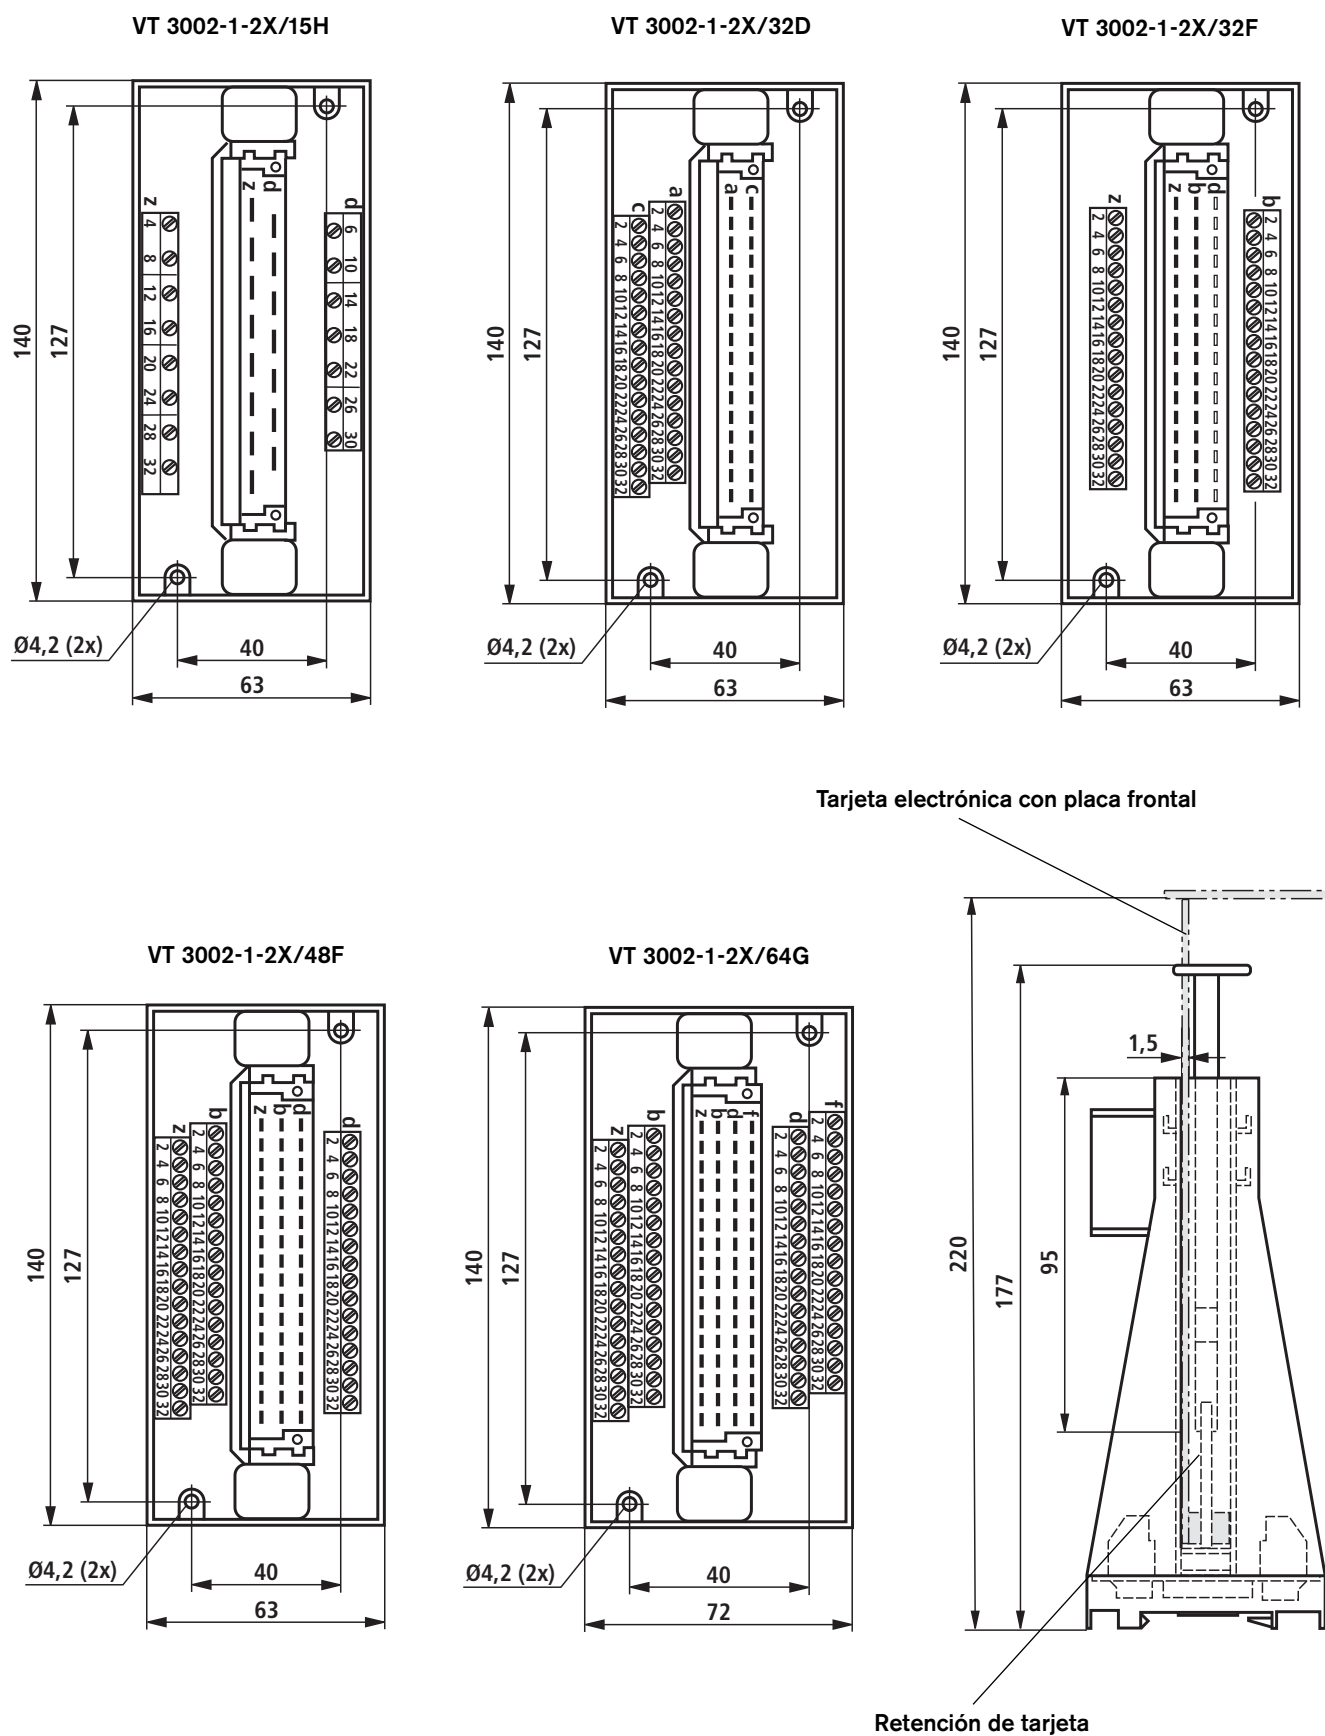 VT 3002-1-2X/15H
z
4
8
12
16
20
24
28
32
z d
d
6
10
14
18
22
26
30
140
127
Ø4,2 (2x)
40
63
VT 3002-1-2X/32D
c
2 4 6 8 10 12 14 16 18 20 22 24 26 28 30 32
a
2 4 6 8 10 12 14 16 18 20 22 24 26 28 30 32
a c
140
127
Ø4,2 (2x)
40
63
VT 3002-1-2X/32F
z
2 4 6 8 10 12 14 16 18 20 22 24 26 28 30 32
z b d
b
2 4 6 8 10 12 14 16 18 20 22 24 26 28 30 32
140
127
Ø4,2 (2x)
40
63
VT 3002-1-2X/48F
z
2 4 6 8 10 12 14 16 18 20 22 24 26 28 30 32
b
2 4 6 8 10 12 14 16 18 20 22 24 26 28 30 32
z b d
d
2 4 6 8 10 12 14 16 18 20 22 24 26 28 30 32
140
127
Ø4,2 (2x)
40
63
VT 3002-1-2X/64G
z
2 4 6 8 10 12 14 16 18 20 22 24 26 28 30 32
b
2 4 6 8 10 12 14 16 18 20 22 24 26 28 30 32
z b d f
d
2 4 6 8 10 12 14 16 18 20 22 24 26 28 30 32
f
2 4 6 8 10 12 14 16 18 20 22 24 26 28 30 32
140
127
Ø4,2 (2x)
40
72
Tarjeta electrónica con placa frontal
1,5
220
177
95
Retención de tarjeta